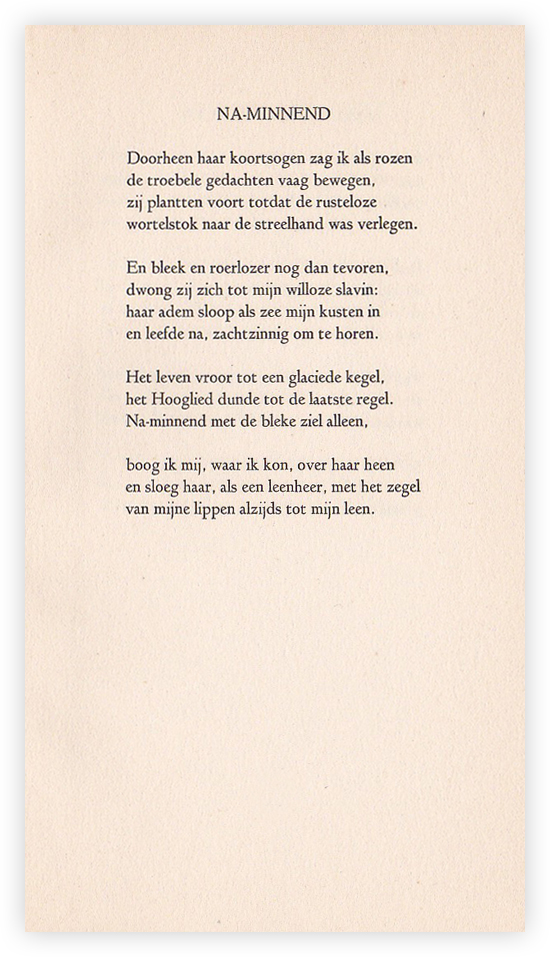 NA-MINNEND
Doorheen haar koortsogen zag ik als rozen
de troebele gedachten vaag bewegen,
zij plantten voort totdat de rusteloze
wortelstok naar de streelhand was verlegen.
En bleek en roerlozer nog dan tevoren,
dwong zij zich tot mijn willoze slavin:
haar adem sloop als zee mijn kusten in
en leefde na, zachtzinnig om te horen.
Het leven vroor tot een glaciede kegel,
het Hooglied dunde tot de laatste regel.
Na-minnend met de bleke ziel alleen,
boog ik mij, waar ik kon, over haar heen
en sloeg haar, als een leenheer, met het zegel
van mijne lippen alzijds tot mijn leen.